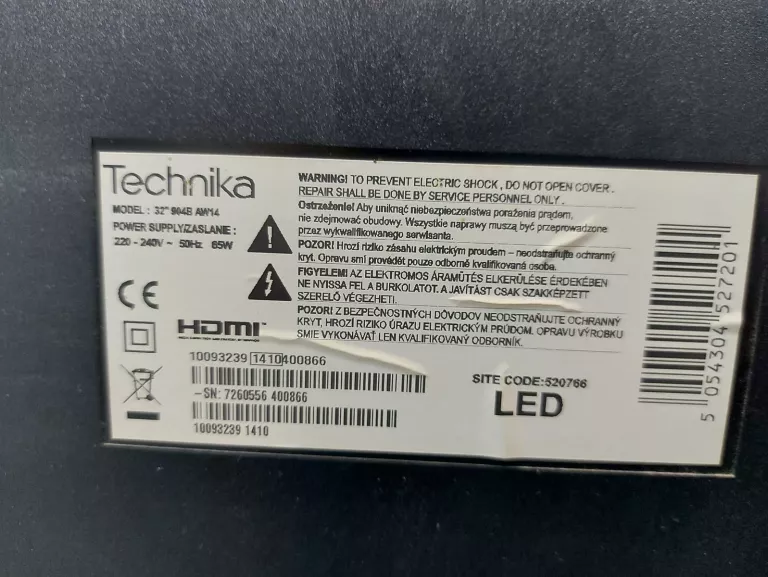 Technika
MODEL : 32" 904B AW14
POWER SUPPLY/ZASLANIE :
220 - 240V ~ 50Hz 65W
WARNING! TO PREVENT ELECTRIC SHOCK , DO NOT OPEN COVER .
REPAIR SHALL BE DONE BY SERVICE PERSONNEL ONLY .
Ostrzeżenie! Aby uniknąć niebezpieczeństwa porażenia prądem,
nie zdejmować obudowy. Wszystkie naprawy muszą być przeprowadzone
przez wykwalifikowanego serwisanta.
POZOR! Hrozí riziko zásahu elektrickým proudem – neodstraňujte ochranný
kryt. Opravu smí provádět pouze odborně kvalifikovaná osoba.
FIGYELEM! AZ ELEKTROMOS ÁRAMÜTÉS ELKERÜLÉSE ÉRDEKÉBEN
NE NYISSA FEL A BURKOLATOT. A JAVÍTÁST CSAK SZAKKÉPZETT
SZERELŐ VÉGEZHETI.
POZOR! Z BEZPEČNOSTNÝCH DÔVODOV NEODSTRAŇUJTE OCHRANNÝ
KRYT, HROZÍ RIZIKO ÚRAZU ELEKTRICKÝM PRÚDOM. OPRAVU VÝROBKU
SMIE VYKONÁVAŤ LEN KVALIFIKOVANÝ ODBORNÍK.
CE
HDMI
10093239 1410 400866
–SN: 7260556 400866
10093239 1410
SITE CODE:520766
LED
5 054304 527201